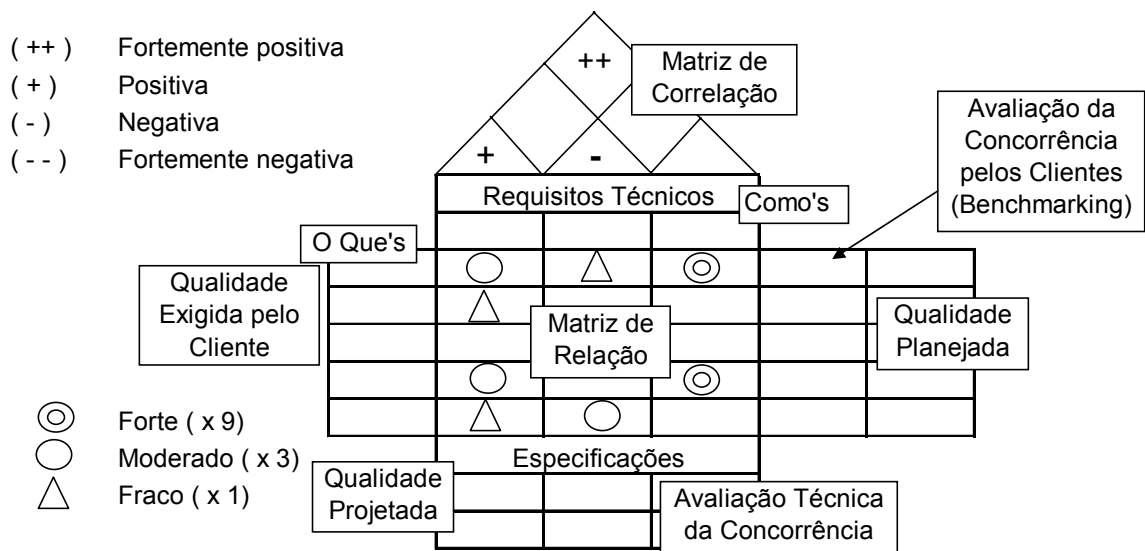 ( ++ ) Fortemente positiva
( + ) Positiva
( - ) Negativa
( - - ) Fortemente negativa
++
Matriz de
Correlação
+ -
Avaliação da
Concorrência
pelos Clientes
(Benchmarking)
Requisitos Técnicos
Como's
O Que's
Qualidade
Exigida pelo
Cliente
Matriz de
Relação
Qualidade
Planejada
Forte ( x 9)
Moderado ( x 3)
Fraco ( x 1)
Especificações
Qualidade
Projetada
Avaliação Técnica
da Concorrência